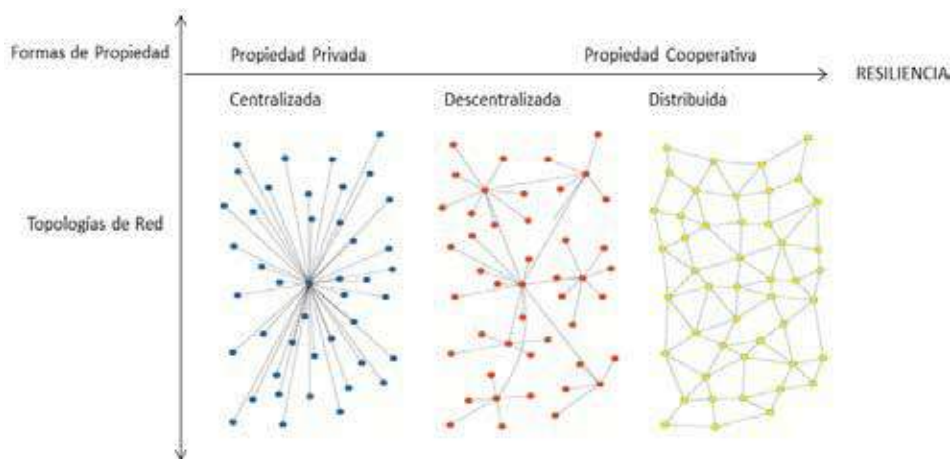 Formas de Propiedad
Propiedad Privada
Propiedad Cooperativa
RESILIENCIA
Centralizada
Descentralizada
Distribuida
Topologías de Red